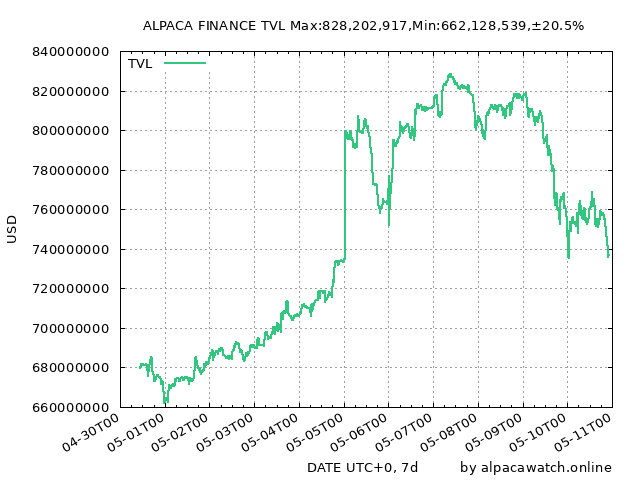 ALPACA FINANCE TVL Max:828,202,917,Min:662,128,539,±20.5%
840000000
820000000
800000000
780000000
760000000
740000000
720000000
700000000
680000000
660000000
USD
TVL
04-30T00
05-01T00
05-02T00
05-03T00
05-04T00
05-05T00
05-06T00
05-07T00
05-08T00
05-09T00
05-10T00
05-11T00
DATE UTC+0, 7d
by alpacawatch.online